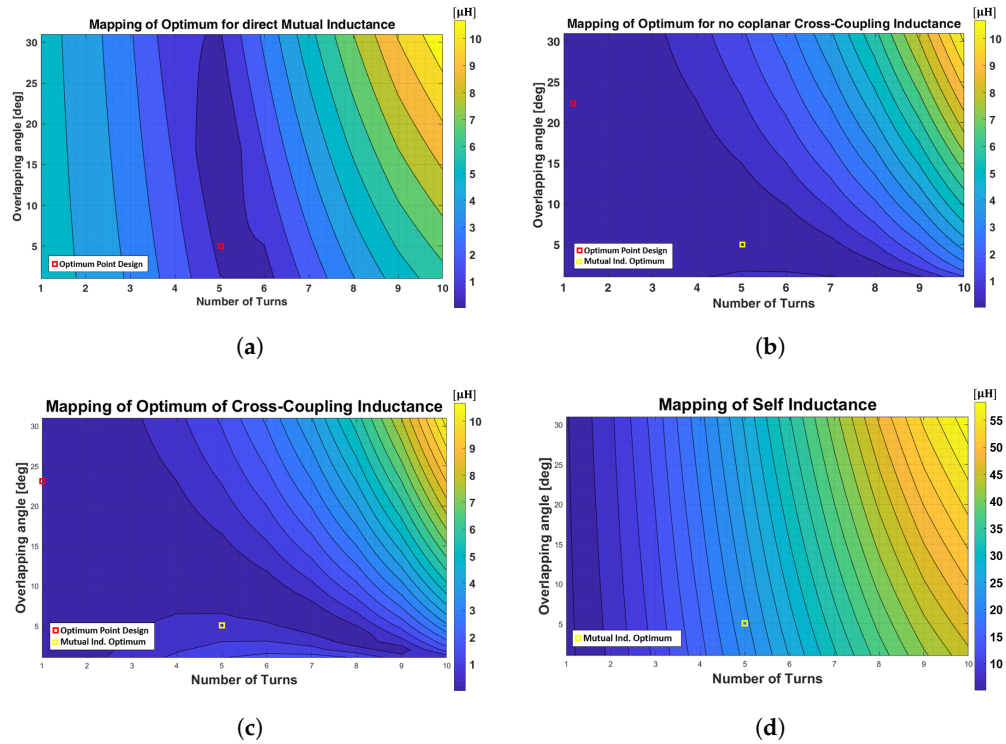 Mapping of Optimum for direct Mutual Inductance
[μH]
Overlapping angle [deg]
30
25
20
15
10
5
10
9
8
7
6
5
4
3
2
1
Optimum Point Design
1 2 3 4 5 6 7 8 9 10
Number of Turns
(a)
Mapping of Optimum for no coplanar Cross-Coupling Inductance
[μH]
Overlapping angle [deg]
30
25
20
15
10
5
10
9
8
7
6
5
4
3
2
1
Optimum Point Design
Mutual Ind. Optimum
1 2 3 4 5 6 7 8 9 10
Number of Turns
(b)
Mapping of Optimum of Cross-Coupling Inductance
[μH]
Overlapping angle [deg]
30
25
20
15
10
5
10
9
8
7
6
5
4
3
2
1
Optimum Point Design
Mutual Ind. Optimum
1 2 3 4 5 6 7 8 9 10
Number of Turns
(c)
Mapping of Self Inductance
[μH]
Overlapping angle [deg]
30
25
20
15
10
5
55
50
45
40
35
30
25
20
15
10
Mutual Ind. Optimum
1 2 3 4 5 6 7 8 9 10
Number of Turns
(d)